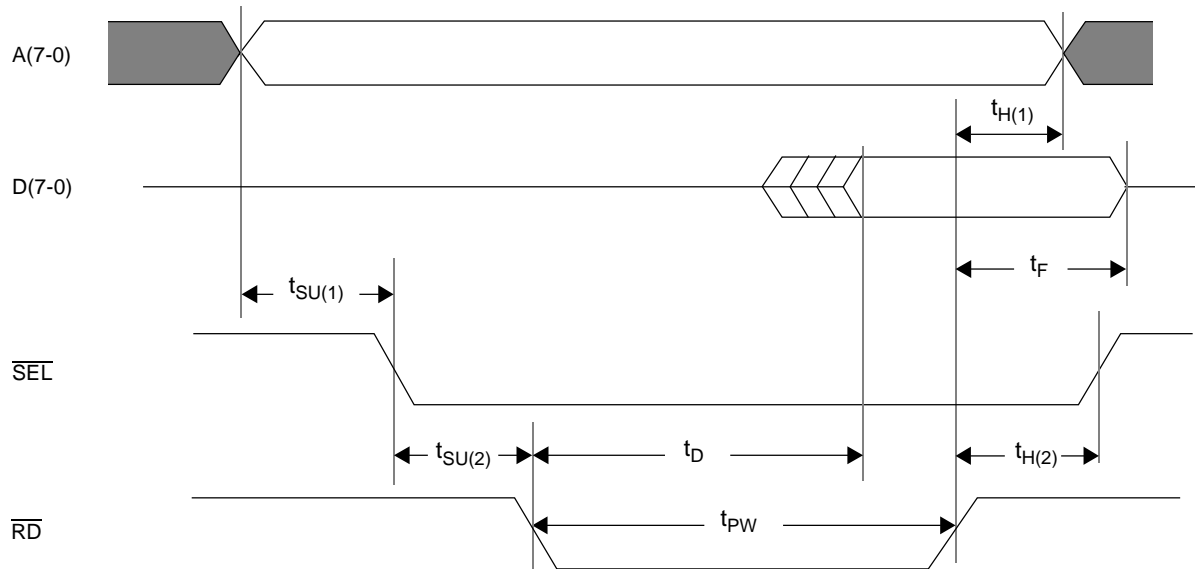 A(7-0)
tH(1)
D(7-0)
tF
tSU(1)
SEL
tSU(2)
tD
tH(2)
tPW
RD